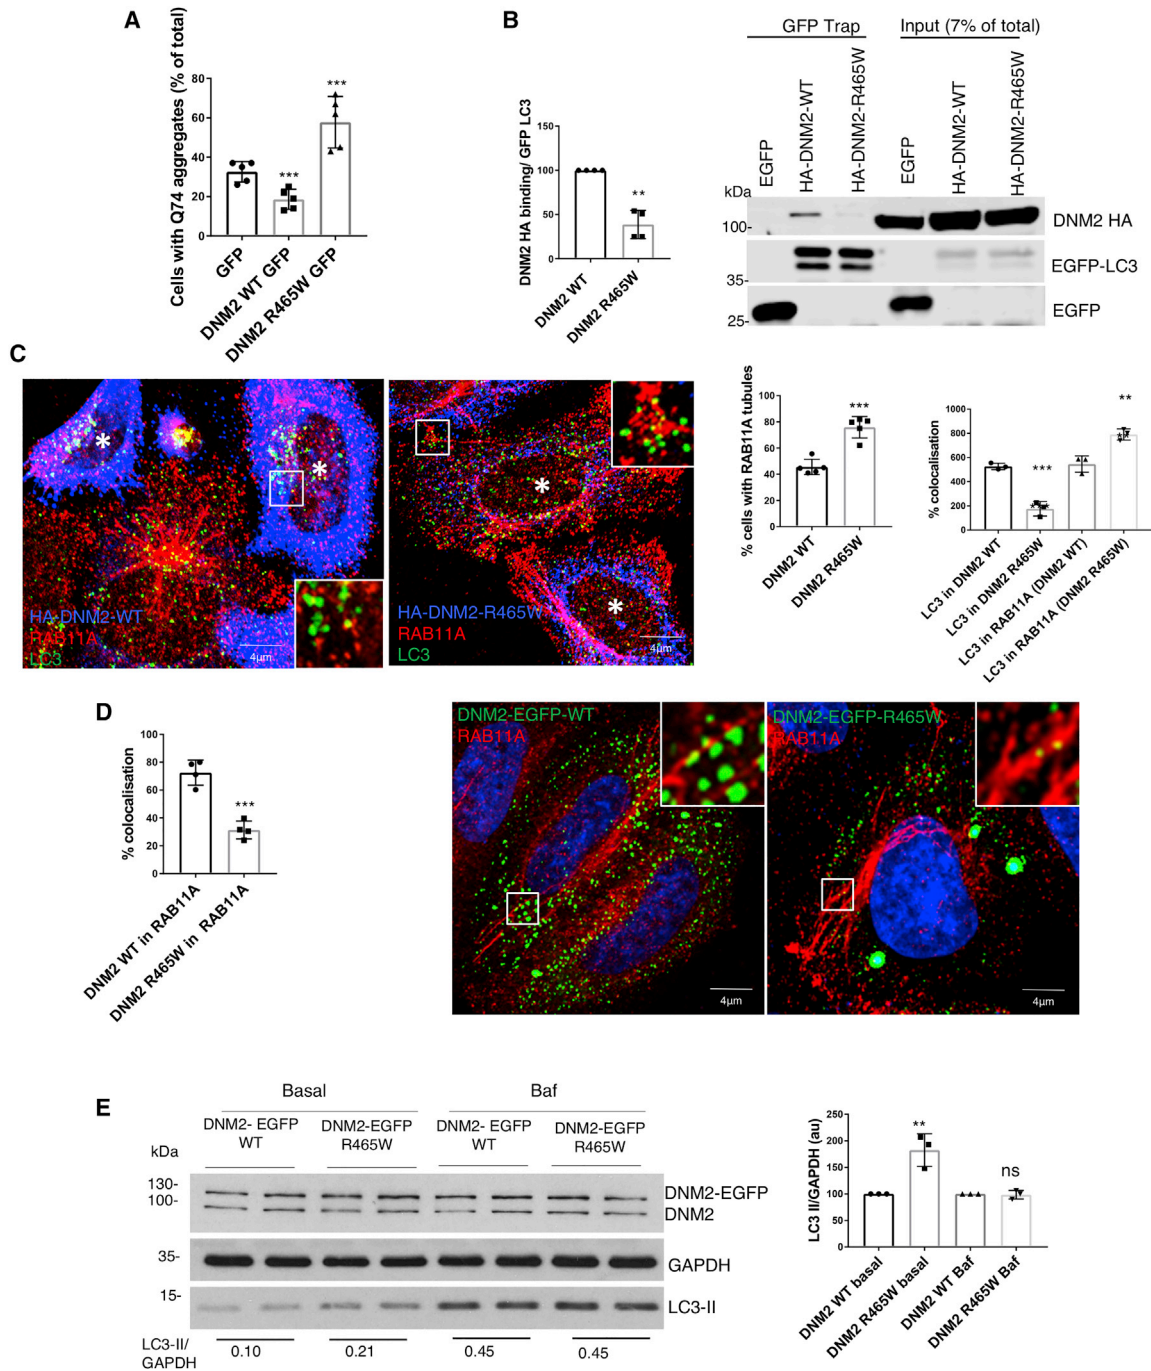 A
Cells with Q74 aggregates (% of total)
80
60
40
20
0
***
***
GFP
DNM2 WT GFP
DNM2 R465W GFP
B
DNM2 HA binding/ GFP LC3
150
100
50
0
**
DNM2 WT
DNM2 R465W
GFP Trap
Input (7% of total)
EGFP
HA-DNM2-WT
HA-DNM2-R465W
EGFP
HA-DNM2-WT
HA-DNM2-R465W
kDa
100-
35-
25-
DNM2 HA
EGFP-LC3
EGFP
C
*
*
HA-DNM2-WT
RAB11A
LC3
4µm
*
*
HA-DNM2-R465W
RAB11A
LC3
4µm
% cells with RAB11A tubules
100
80
60
40
20
0
***
DNM2 WT
DNM2 R465W
% colocalisation
1000
800
600
400
200
0
***
**
LC3 in DNM2 WT
LC3 in DNM2 R465W
LC3 in RAB11A (DNM2 WT)
LC3 in RAB11A (DNM2 R465W)
D
% colocalisation
100
80
60
40
20
0
***
DNM2 WT in RAB11A
DNM2 R465W in RAB11A
DNM2-EGFP-WT
RAB11A
4µm
DNM2-EGFP-R465W
RAB11A
4µm
E
Basal
Baf
DNM2- EGFP
WT
DNM2-EGFP
R465W
DNM2- EGFP
WT
DNM2-EGFP
R465W
kDa
130-
100-
35-
15-
DNM2-EGFP
DNM2
GAPDH
LC3-II
LC3-II/
GAPDH
0.10
0.21
0.45
0.45
LC3 II/GAPDH (au)
250
200
150
100
50
0
**
ns
DNM2 WT basal
DNM2 R465W basal
DNM2 WT Baf
DNM2 R465W Baf